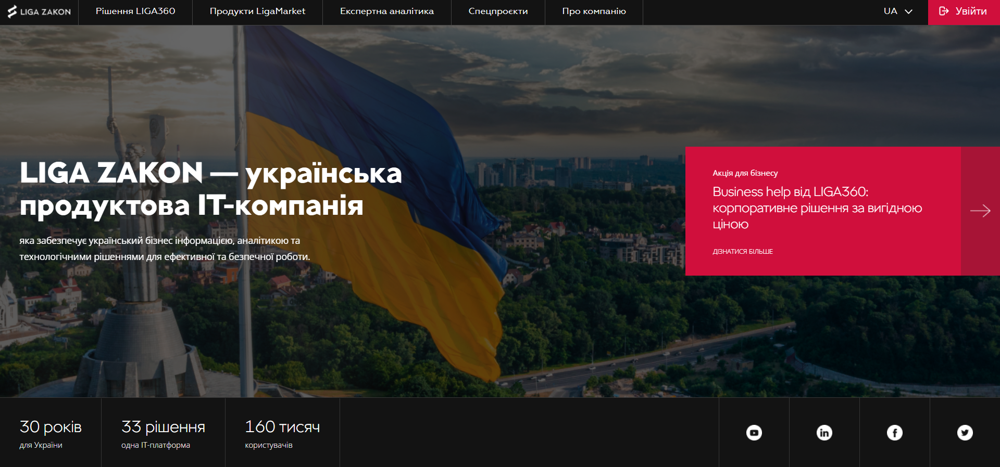 LIGA ZAKON
Рішення LIGA360
Продукти LigaMarket
Експертна аналітика
Спецпроєкти
Про компанію
UA
Увійти
LIGA ZAKON — українська
продуктова ІТ-компанія
яка забезпечує український бізнес інформацією, аналітикою та
технологічними рішеннями для ефективної та безпечної роботи.
Акція для бізнесу
Business help від LIGA360:
корпоративне рішення за вигідною
ціною
ДІЗНАТИСЯ БІЛЬШЕ
30 років
для України
33 рішення
одна ІТ-платформа
160 тисяч
користувачів